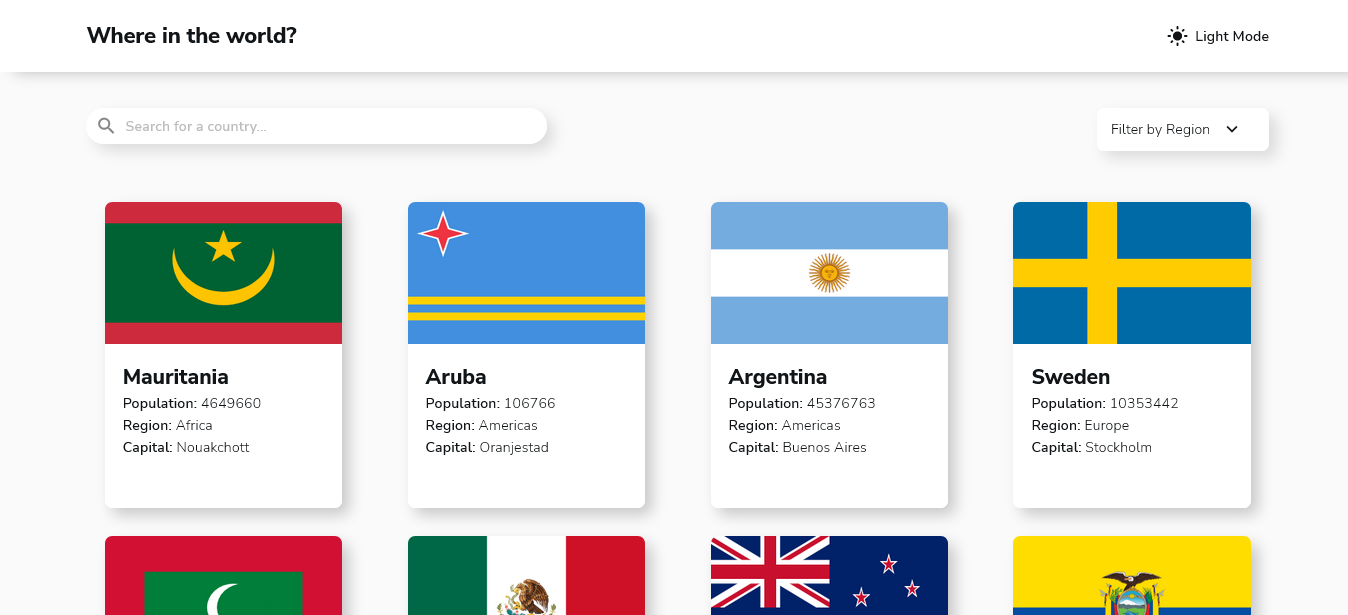 Where in the world?
Light Mode
Search for a country...
Filter by Region
Mauritania
Population: 4649660
Region: Africa
Capital: Nouakchott
Aruba
Population: 106766
Region: Americas
Capital: Oranjestad
Argentina
Population: 45376763
Region: Americas
Capital: Buenos Aires
Sweden
Population: 10353442
Region: Europe
Capital: Stockholm